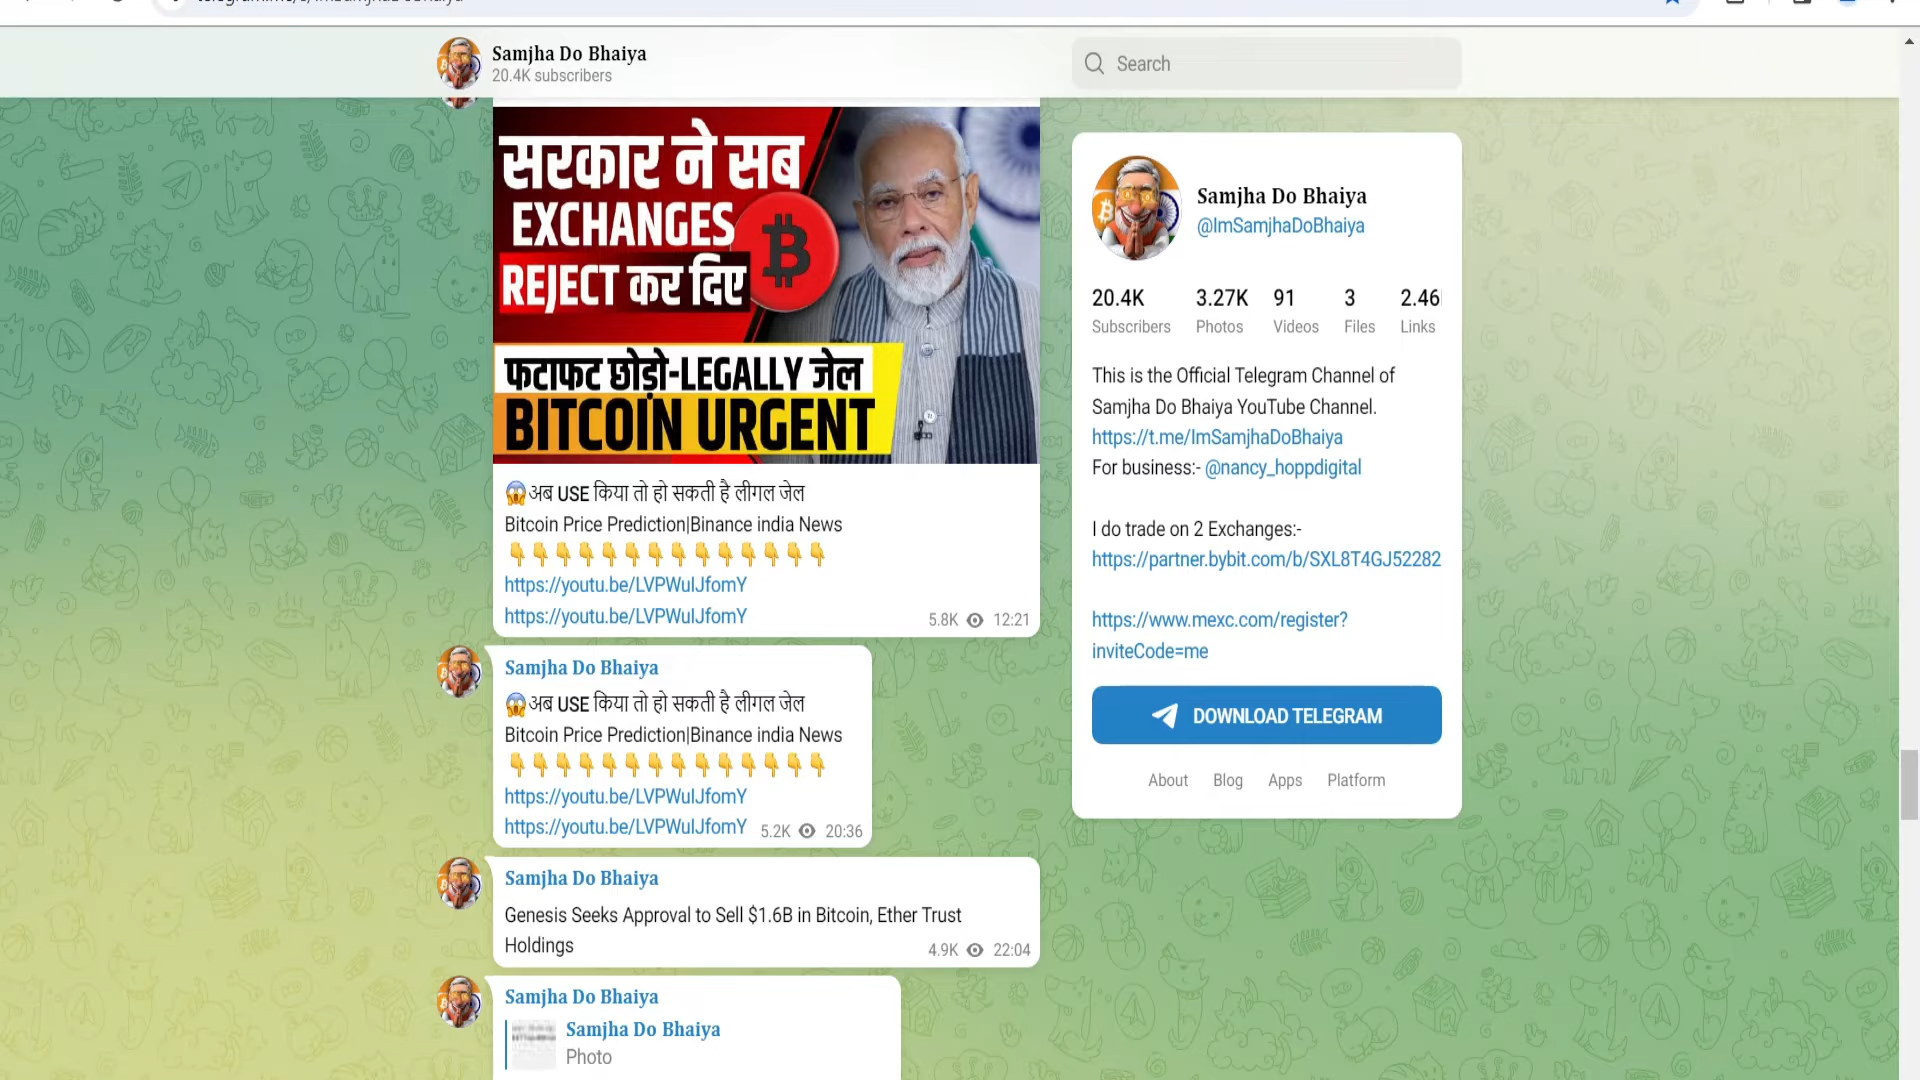 Samjha Do Bhaiya
20.4K subscribers
Search
सरकार ने सब
EXCHANGES
REJECT कर दिए
फटाफट छोड़ो-LEGALLY जेल
BITCOIN URGENT
😱अब USE किया तो हो सकती है लीगल जेल
Bitcoin Price Prediction|Binance india News
👇👇👇👇👇👇👇👇👇👇👇👇👇👇
https://youtu.be/LVPWuIJfomY
https://youtu.be/LVPWuIJfomY
5.8K 12:21
Samjha Do Bhaiya
😱अब USE किया तो हो सकती है लीगल जेल
Bitcoin Price Prediction|Binance india News
👇👇👇👇👇👇👇👇👇👇👇👇👇👇
https://youtu.be/LVPWuIJfomY
https://youtu.be/LVPWuIJfomY
5.2K 20:36
Samjha Do Bhaiya
Genesis Seeks Approval to Sell $1.6B in Bitcoin, Ether Trust
Holdings
4.9K 22:04
Samjha Do Bhaiya
Samjha Do Bhaiya
Photo
Samjha Do Bhaiya
@ImSamjhaDoBhaiya
20.4K 3.27K 91 3 2.46
Subscribers Photos Videos Files Links
This is the Official Telegram Channel of
Samjha Do Bhaiya YouTube Channel.
https://t.me/ImSamjhaDoBhaiya
For business:- @nancy_hoppdigital
I do trade on 2 Exchanges:-
https://partner.bybit.com/b/SXL8T4GJ52282
https://www.mexc.com/register?
inviteCode=me
DOWNLOAD TELEGRAM
About Blog Apps Platform